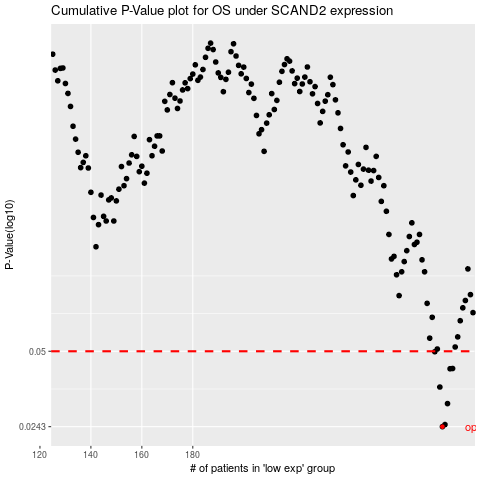 Cumulative P-Value plot for OS under SCAND2 expression
P-Value(log10)
0.05
0.0243
op
120 140 160 180
# of patients in 'low exp' group